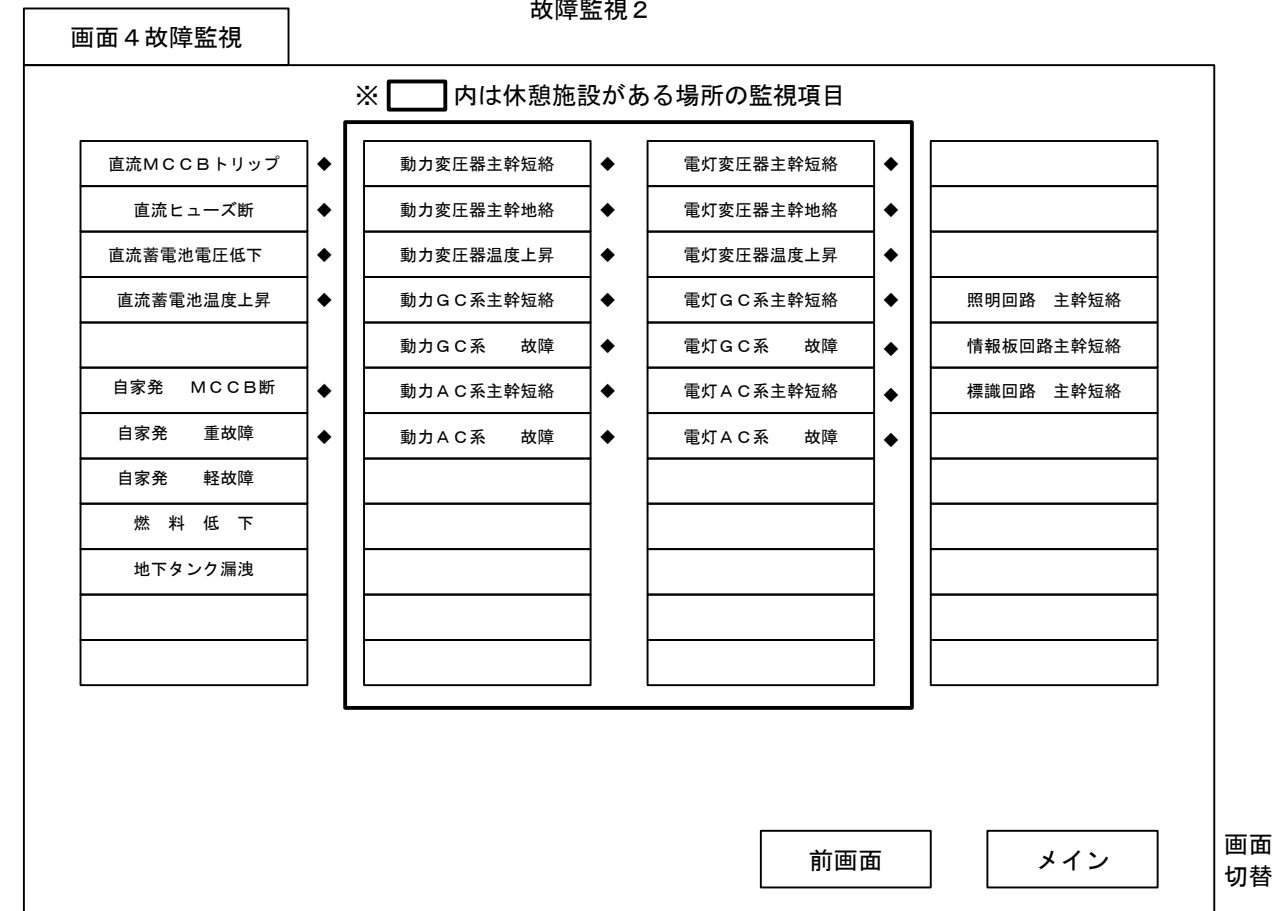 故障監視２
画面４故障監視
※ 内は休憩施設がある場所の監視項目
直流ＭＣＣＢトリップ ◆ 動力変圧器主幹短絡 ◆ 電灯変圧器主幹短絡 ◆
直流ヒューズ断 ◆ 動力変圧器主幹地絡 ◆ 電灯変圧器主幹地絡 ◆
直流蓄電池電圧低下 ◆ 動力変圧器温度上昇 ◆ 電灯変圧器温度上昇 ◆
直流蓄電池温度上昇 ◆ 動力ＧＣ系主幹短絡 ◆ 電灯ＧＣ系主幹短絡 ◆ 照明回路　主幹短絡
動力ＧＣ系　　故障 ◆ 電灯ＧＣ系　　故障 ◆ 情報板回路主幹短絡
自家発　ＭＣＣＢ断 ◆ 動力ＡＣ系主幹短絡 ◆ 電灯ＡＣ系主幹短絡 ◆ 標識回路　主幹短絡
自家発　　重故障 ◆ 動力ＡＣ系　　故障 ◆ 電灯ＡＣ系　　故障 ◆
自家発　　軽故障
燃　料　低　下
地下タンク漏洩
前画面 メイン 画面
切替